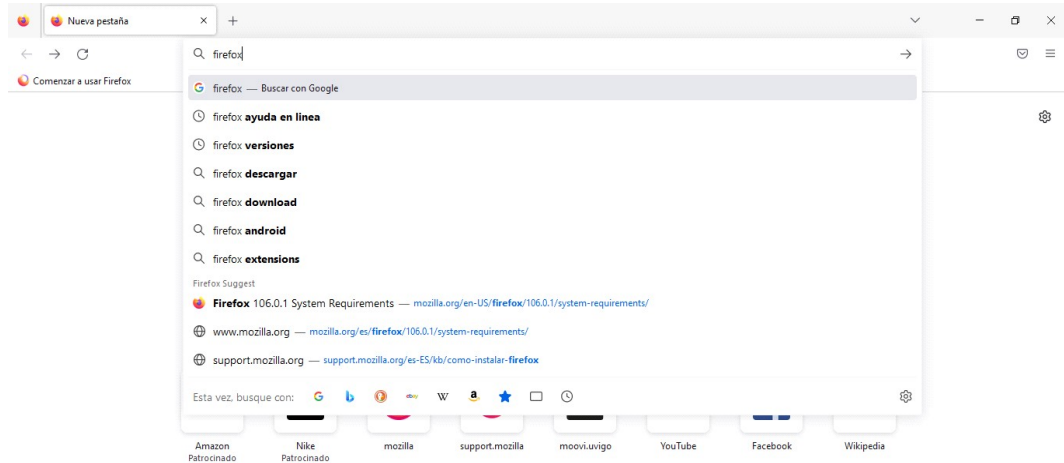 Nueva pestaña
firefox
Comenzar a usar Firefox
firefox — Buscar con Google
firefox ayuda en linea
firefox versiones
firefox descargar
firefox download
firefox android
firefox extensions
Firefox Suggest
Firefox 106.0.1 System Requirements — mozilla.org/en-US/firefox/106.0.1/system-requirements/
www.mozilla.org — mozilla.org/es/firefox/106.0.1/system-requirements/
support.mozilla.org — support.mozilla.org/es-ES/kb/como-instalar-firefox
Esta vez, busque con: G b ebay W a
Amazon Nike mozilla support.mozilla moovi.uvigo YouTube Facebook Wikipedia
Patrocinado Patrocinado